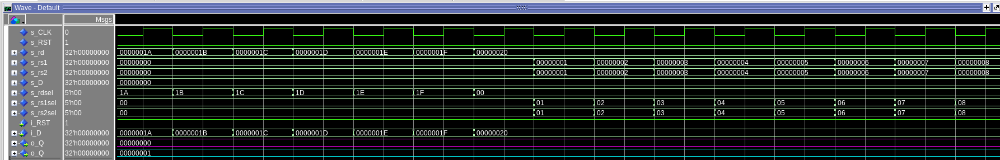 Wave - Default
Msgs
s_CLK 0
s_RST 1
s_rd 32'h00000000 0000001A 0000001B 0000001C 0000001D 0000001E 0000001F 00000020
s_rs1 32'h00000000 00000000 00000001 00000002 00000003 00000004 00000005 00000006 00000007 00000008
s_rs2 32'h00000000 00000000 00000001 00000002 00000003 00000004 00000005 00000006 00000007 00000008
s_D 32'h00000000 00000000
s_rdsel 5'h00 1A 1B 1C 1D 1E 1F 00
s_rs1sel 5'h00 00 01 02 03 04 05 06 07 08
s_rs2sel 5'h00 00 01 02 03 04 05 06 07 08
i_RST 1
i_D 32'h00000000 0000001A 0000001B 0000001C 0000001D 0000001E 0000001F 00000020
o_Q 32'h00000000 00000000
o_Q 32'h00000000 00000001